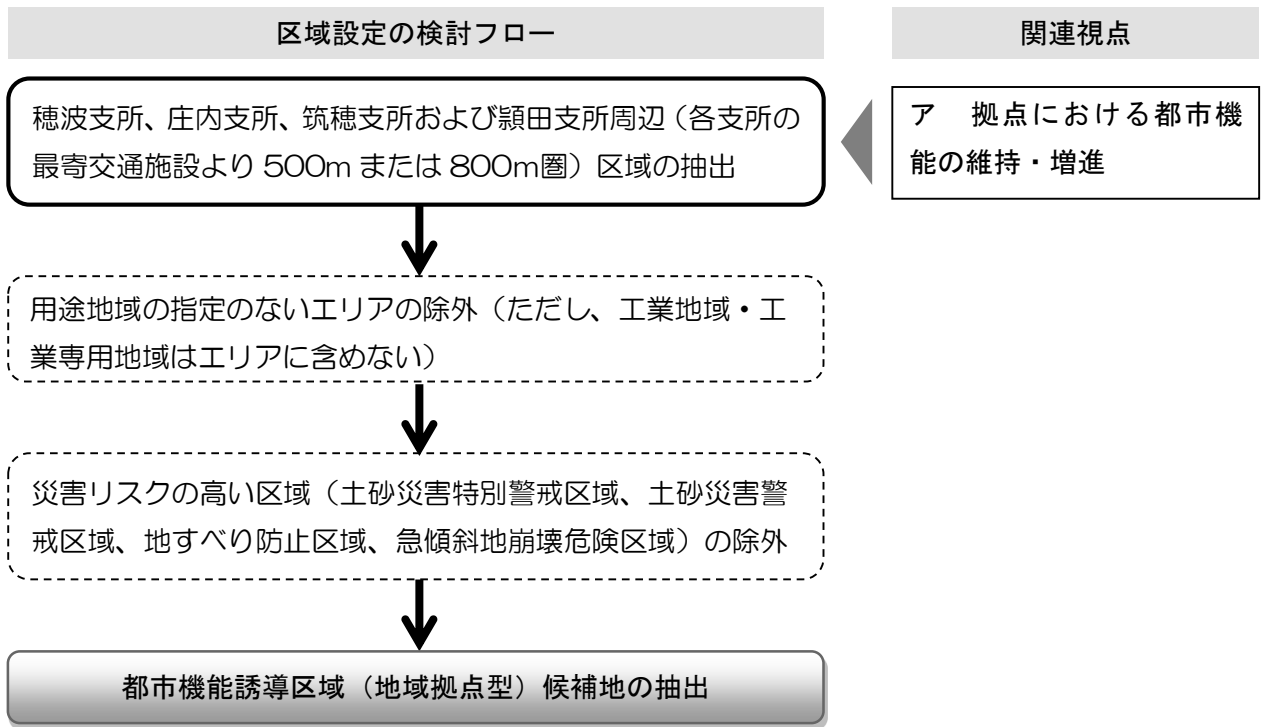 区域設定の検討フロー
関連視点
穂波支所、庄内支所、筑穂支所および頴田支所周辺（各支所の
最寄交通施設より 500m または 800m圏）区域の抽出
ア　拠点における都市機
能の維持・増進
用途地域の指定のないエリアの除外（ただし、工業地域・工
業専用地域はエリアに含めない）
災害リスクの高い区域（土砂災害特別警戒区域、土砂災害警
戒区域、地すべり防止区域、急傾斜地崩壊危険区域）の除外
都市機能誘導区域（地域拠点型）候補地の抽出